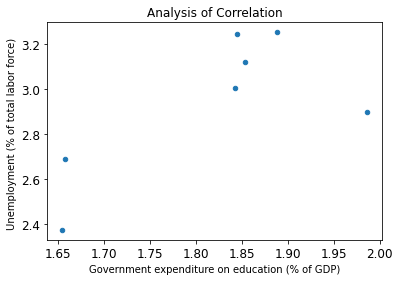 Analysis of Correlation
Unemployment (% of total labor force)
3.2
3.0
2.8
2.6
2.4
1.65 1.70 1.75 1.80 1.85 1.90 1.95 2.00
Government expenditure on education (% of GDP)